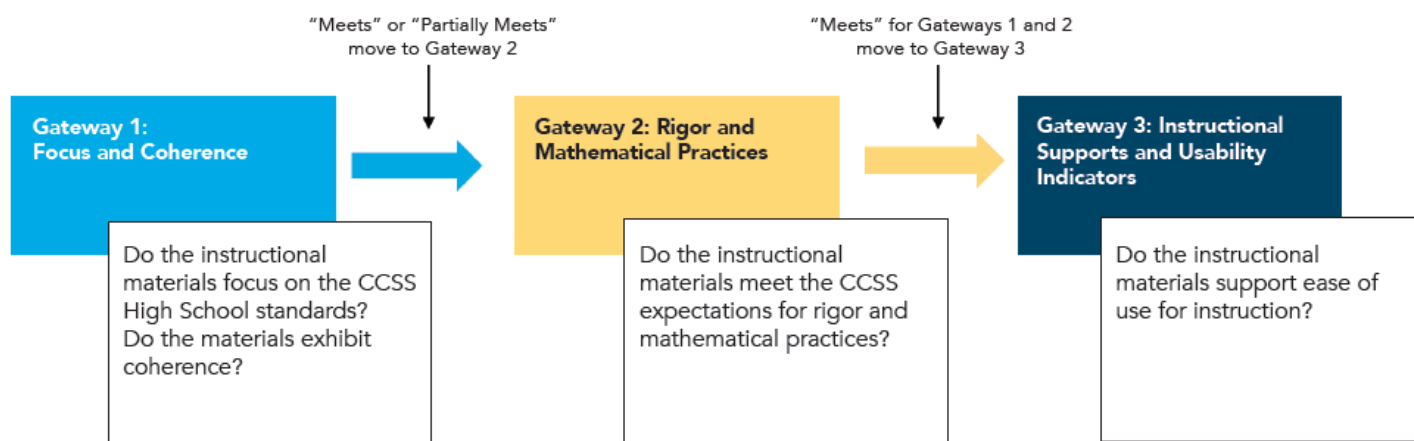 “Meets” or “Partially Meets”
move to Gateway 2
“Meets” for Gateways 1 and 2
move to Gateway 3
Gateway 1:
Focus and Coherence
Gateway 2: Rigor and
Mathematical Practices
Gateway 3: Instructional
Supports and Usability
Indicators
Do the instructional
materials focus on the CCSS
High School standards?
Do the materials exhibit
coherence?
Do the instructional
materials meet the CCSS
expectations for rigor and
mathematical practices?
Do the instructional
materials support ease of
use for instruction?